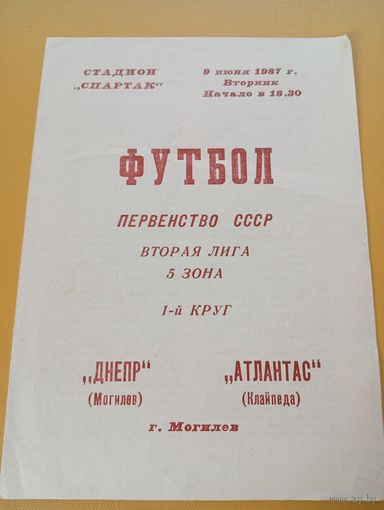 СТАДИОН
„СПАРТАК“
9 июня 1987 г.
Вторник
Начало в 18.30
ФУТБОЛ
ПЕРВЕНСТВО СССР
ВТОРАЯ ЛИГА
5 ЗОНА
1-й КРУГ
„ДНЕПР“
(Могилев)
„АТЛАНТАС“
(Клайпеда)
г. Могилев